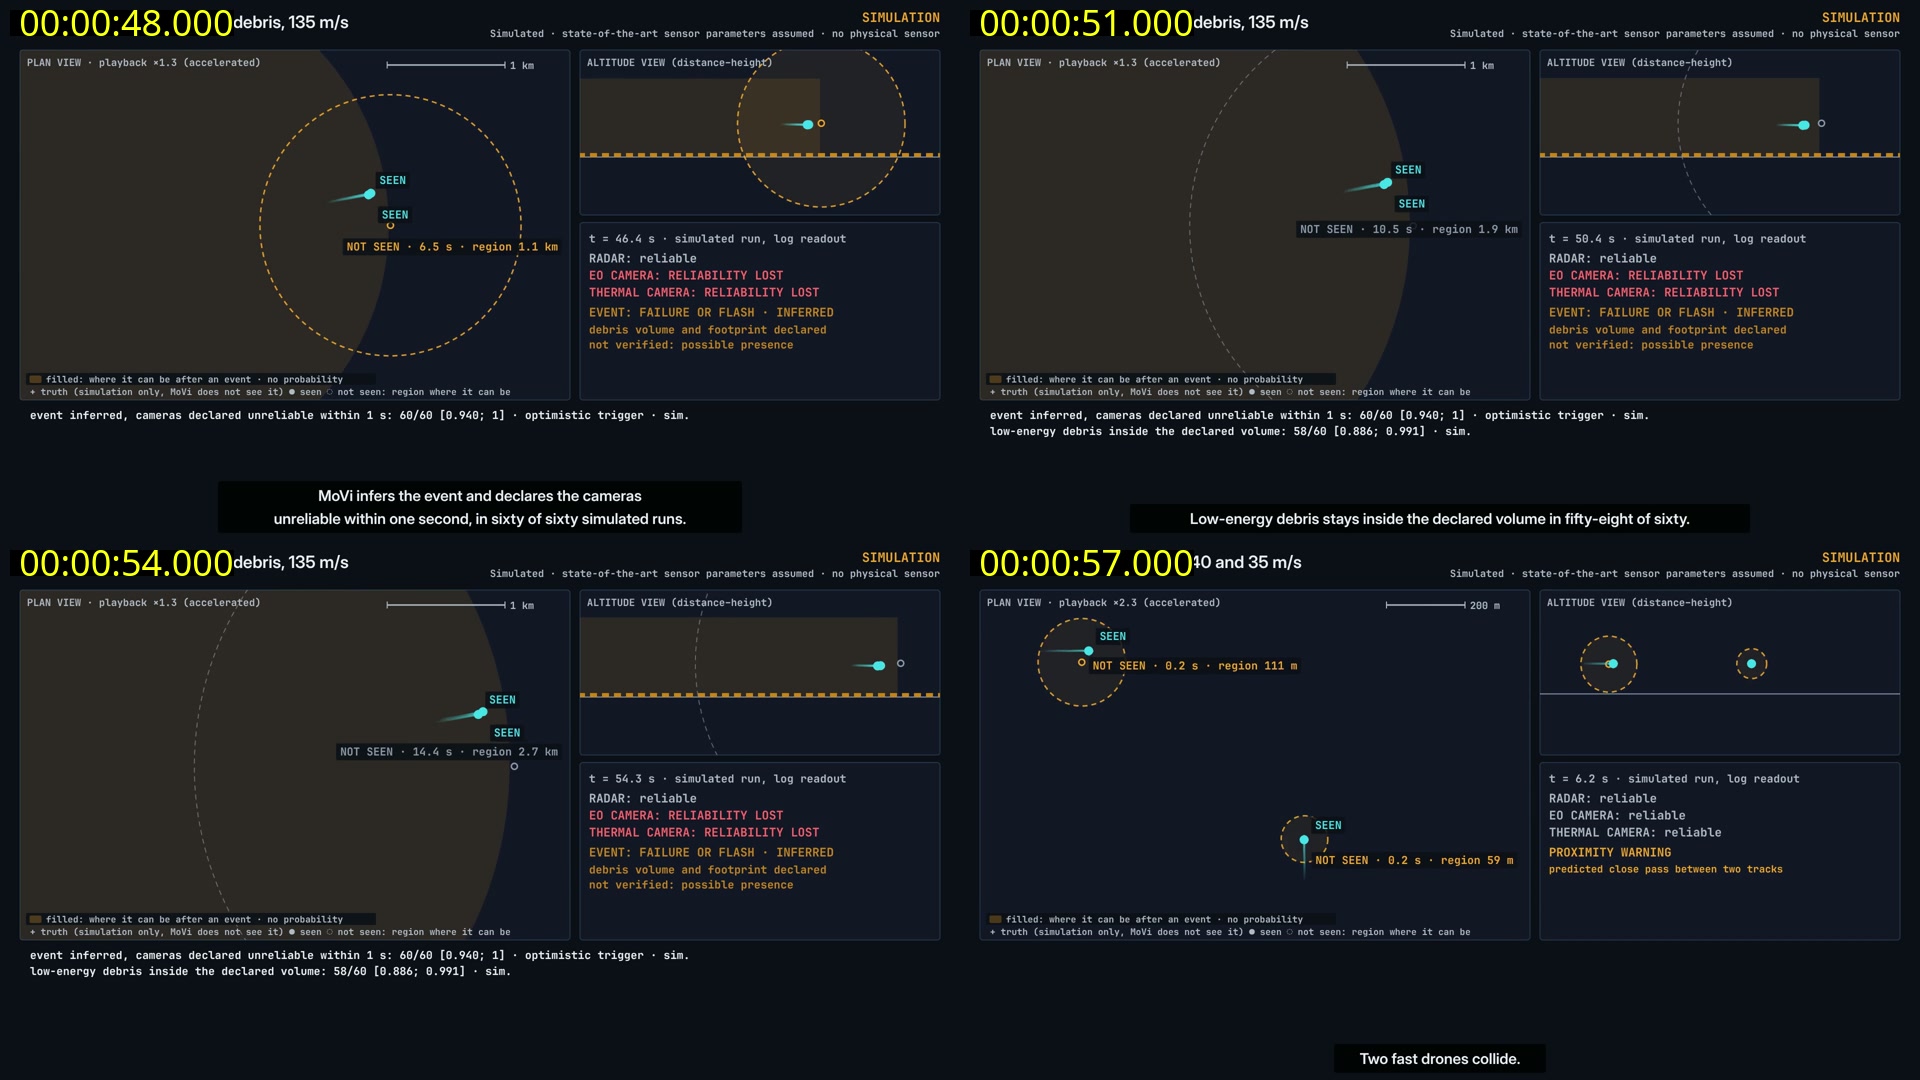 00:00:48.000 debris, 135 m/s
SIMULATION
Simulated · state-of-the-art sensor parameters assumed · no physical sensor
PLAN VIEW · playback ×1.3 (accelerated)
1 km
SEEN
SEEN
NOT SEEN · 6.5 s · region 1.1 km
filled: where it can be after an event · no probability
+ truth (simulation only, MoVi does not see it) ● seen ◌ not seen: region where it can be
ALTITUDE VIEW (distance-height)
t = 46.4 s · simulated run, log readout
RADAR: reliable
EO CAMERA: RELIABILITY LOST
THERMAL CAMERA: RELIABILITY LOST
EVENT: FAILURE OR FLASH · INFERRED
debris volume and footprint declared
not verified: possible presence
event inferred, cameras declared unreliable within 1 s: 60/60 [0.940; 1] · optimistic trigger · sim.
MoVi infers the event and declares the cameras
unreliable within one second, in sixty of sixty simulated runs.
00:00:51.000 debris, 135 m/s
SIMULATION
Simulated · state-of-the-art sensor parameters assumed · no physical sensor
PLAN VIEW · playback ×1.3 (accelerated)
1 km
SEEN
SEEN
NOT SEEN · 10.5 s · region 1.9 km
filled: where it can be after an event · no probability
+ truth (simulation only, MoVi does not see it) ● seen ◌ not seen: region where it can be
ALTITUDE VIEW (distance-height)
t = 50.4 s · simulated run, log readout
RADAR: reliable
EO CAMERA: RELIABILITY LOST
THERMAL CAMERA: RELIABILITY LOST
EVENT: FAILURE OR FLASH · INFERRED
debris volume and footprint declared
not verified: possible presence
event inferred, cameras declared unreliable within 1 s: 60/60 [0.940; 1] · optimistic trigger · sim.
low-energy debris inside the declared volume: 58/60 [0.886; 0.991] · sim.
Low-energy debris stays inside the declared volume in fifty-eight of sixty.
00:00:54.000 debris, 135 m/s
SIMULATION
Simulated · state-of-the-art sensor parameters assumed · no physical sensor
PLAN VIEW · playback ×1.3 (accelerated)
1 km
SEEN
SEEN
NOT SEEN · 14.4 s · region 2.7 km
filled: where it can be after an event · no probability
+ truth (simulation only, MoVi does not see it) ● seen ◌ not seen: region where it can be
ALTITUDE VIEW (distance-height)
t = 54.3 s · simulated run, log readout
RADAR: reliable
EO CAMERA: RELIABILITY LOST
THERMAL CAMERA: RELIABILITY LOST
EVENT: FAILURE OR FLASH · INFERRED
debris volume and footprint declared
not verified: possible presence
event inferred, cameras declared unreliable within 1 s: 60/60 [0.940; 1] · optimistic trigger · sim.
low-energy debris inside the declared volume: 58/60 [0.886; 0.991] · sim.
00:00:57.000 40 and 35 m/s
SIMULATION
Simulated · state-of-the-art sensor parameters assumed · no physical sensor
PLAN VIEW · playback ×2.3 (accelerated)
200 m
SEEN
NOT SEEN · 0.2 s · region 111 m
SEEN
NOT SEEN · 0.2 s · region 59 m
filled: where it can be after an event · no probability
+ truth (simulation only, MoVi does not see it) ● seen ◌ not seen: region where it can be
ALTITUDE VIEW (distance-height)
t = 6.2 s · simulated run, log readout
RADAR: reliable
EO CAMERA: reliable
THERMAL CAMERA: reliable
PROXIMITY WARNING
predicted close pass between two tracks
Two fast drones collide.